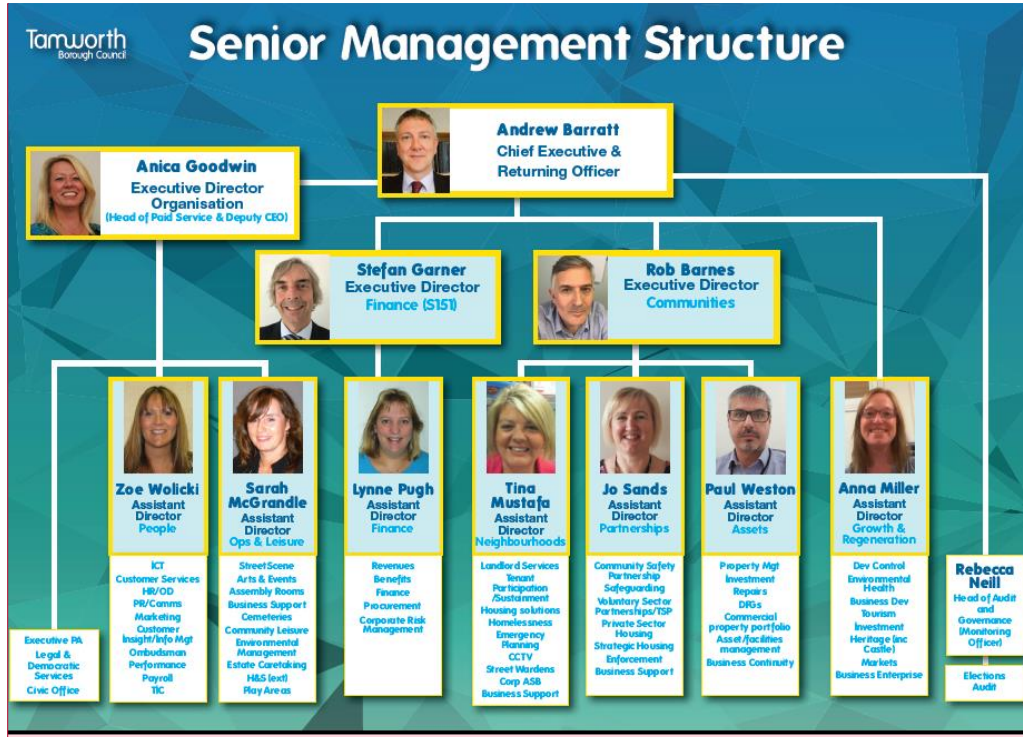 Tamworth
Borough Council
Senior Management Structure
Andrew Barratt
Chief Executive &
Returning Officer
Anica Goodwin
Executive Director
Organisation
(Head of Paid Service & Deputy CEO)
Stefan Garner
Executive Director
Finance (S151)
Rob Barnes
Executive Director
Communities
Zoe Wolicki
Assistant
Director
People
Sarah
McGrandle
Assistant
Director
Ops & Leisure
Lynne Pugh
Assistant
Director
Finance
Tina
Mustafa
Assistant
Director
Neighbourhoods
Jo Sands
Assistant
Director
Partnerships
Paul Weston
Assistant
Director
Assets
Anna Miller
Assistant
Director
Growth &
Regeneration
Executive PA
Legal &
Democratic
Services
Civic Office
ICT
Customer Services
HR/OD
PR/Comms
Marketing
Customer
Insight/Info Mgt
Ombudsman
Performance
Payroll
TIC
StreetScene
Arts & Events
Assembly Rooms
Business Support
Cemeteries
Community Leisure
Environmental
Management
Estate Caretaking
H&S (ext)
Play Areas
Revenues
Benefits
Finance
Procurement
Corporate Risk
Management
Landlord Services
Tenant
Participation
/Sustainment
Housing solutions
Homelessness
Emergency
Planning
CCTV
Street Wardens
Corp ASB
Business Support
Community Safety
Partnership
Safeguarding
Voluntary Sector
Partnerships/TSP
Private Sector
Housing
Strategic Housing
Enforcement
Business Support
Property Mgt
Investment
Repairs
DFGs
Commercial
property portfolio
Asset/facilities
management
Business Continuity
Dev Control
Environmental
Health
Business Dev
Tourism
Investment
Heritage (inc
Castle)
Markets
Business Enterprise
Rebecca
Neill
Head of Audit
and
Governance
(Monitoring
Officer)
Elections
Audit